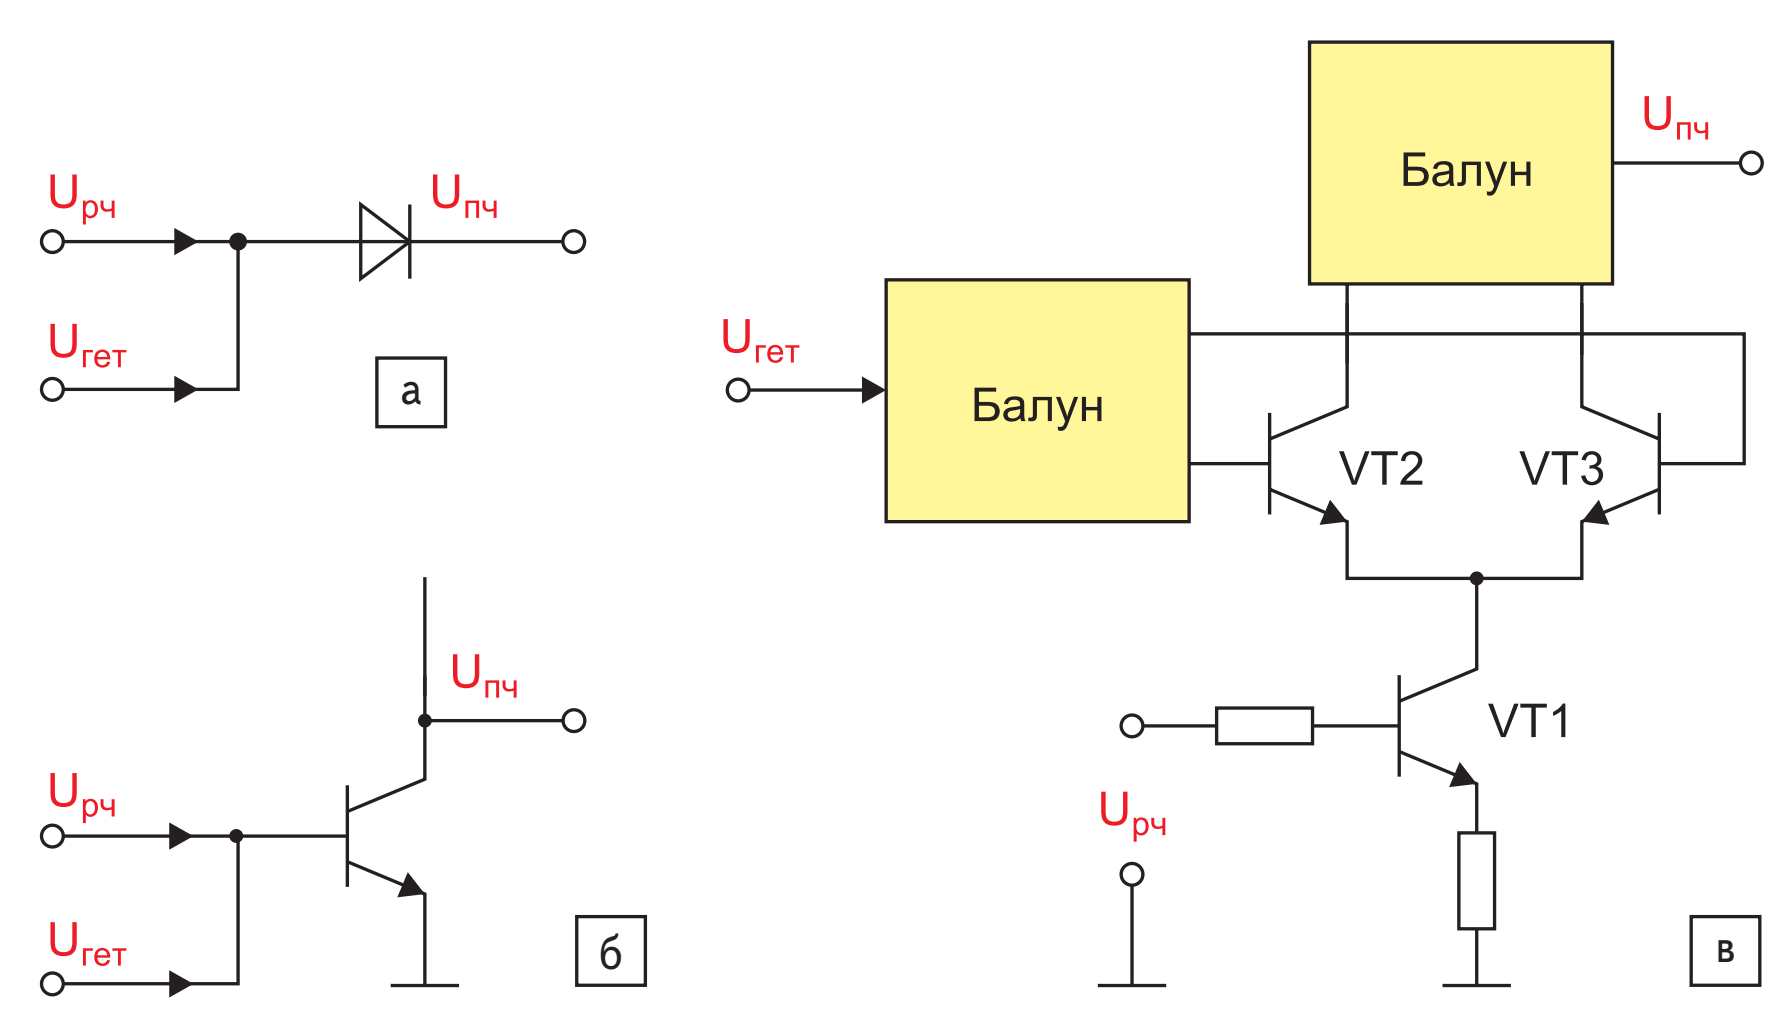 Uрч
Uпч
Uгет
а
Uпч
Uрч
Uгет
б
Балун
Uпч
Uгет
Балун
VT2
VT3
VT1
Uрч
в